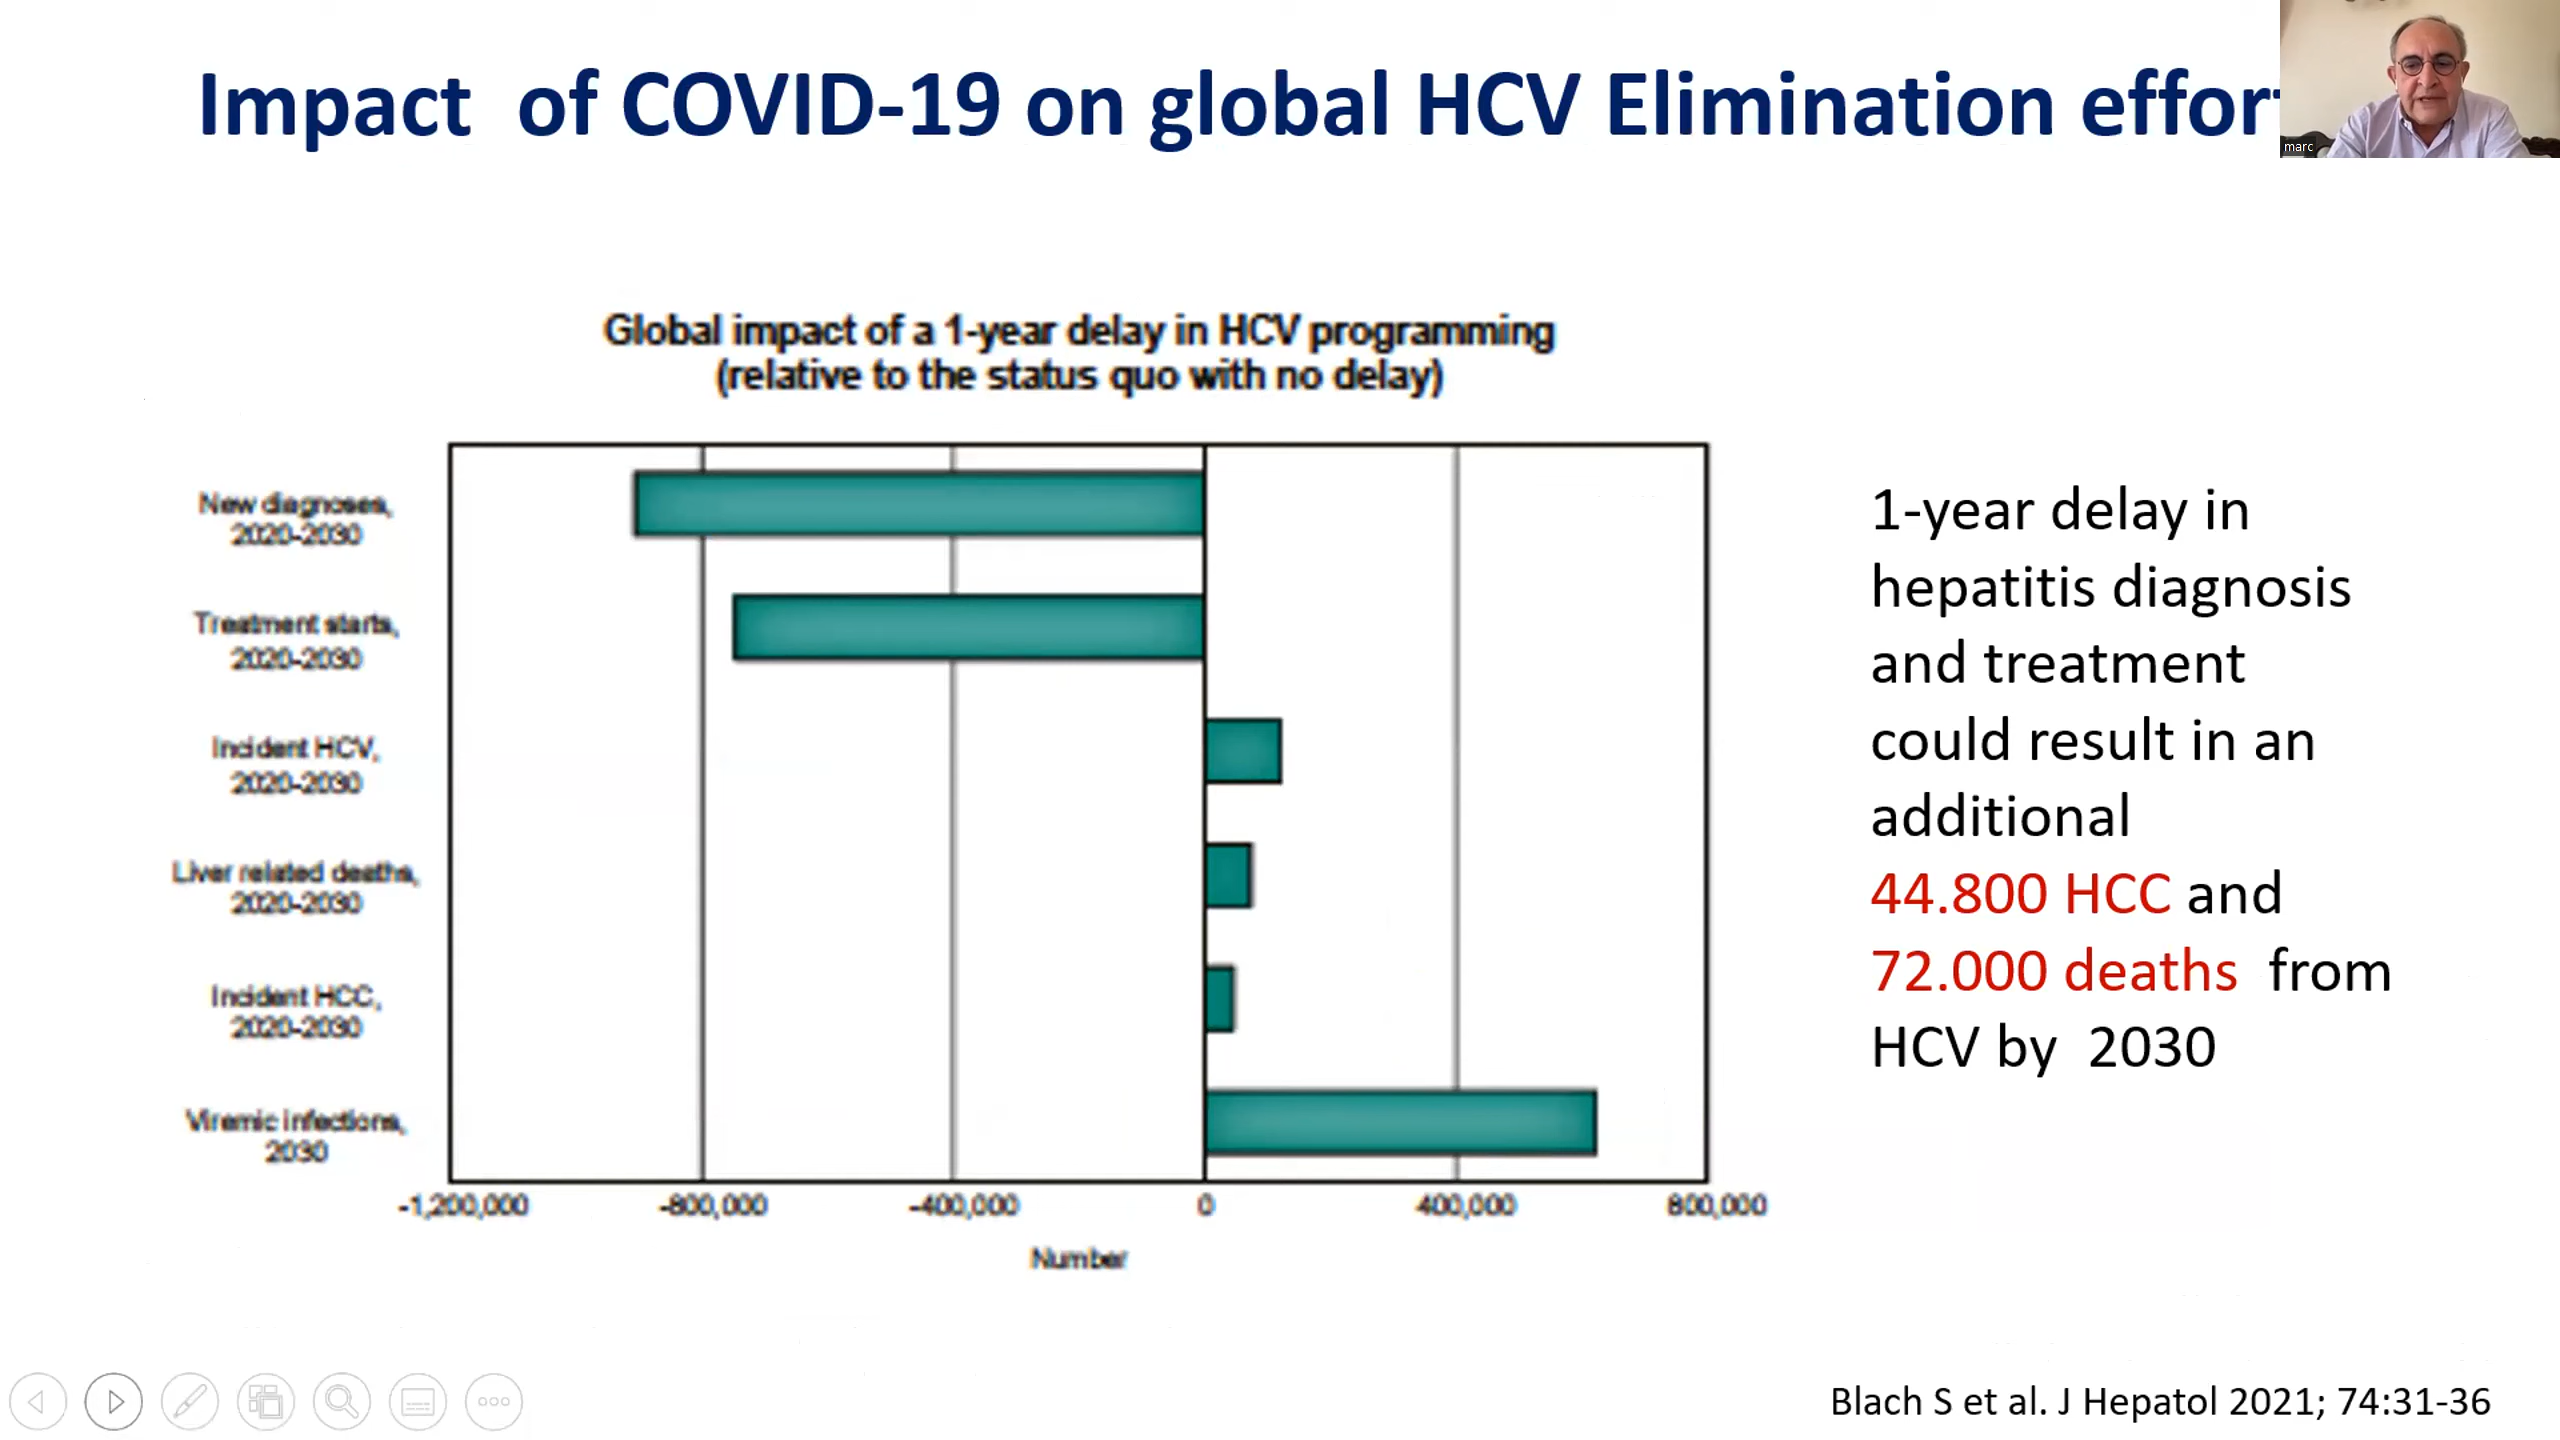 Impact of COVID-19 on global HCV Elimination effor
marc
Global impact of a 1-year delay in HCV programming
(relative to the status quo with no delay)
New diagnoses,
2020-2030
Treatment starts,
2020-2030
Incident HCV,
2020-2030
Liver related deaths,
2020-2030
Incident HCC,
2020-2030
Viremic infections,
2030
-1,200,000 -800,000 -400,000 0 400,000 800,000
Number
1-year delay in
hepatitis diagnosis
and treatment
could result in an
additional
44.800 HCC and
72.000 deaths from
HCV by 2030
Blach S et al. J Hepatol 2021; 74:31-36